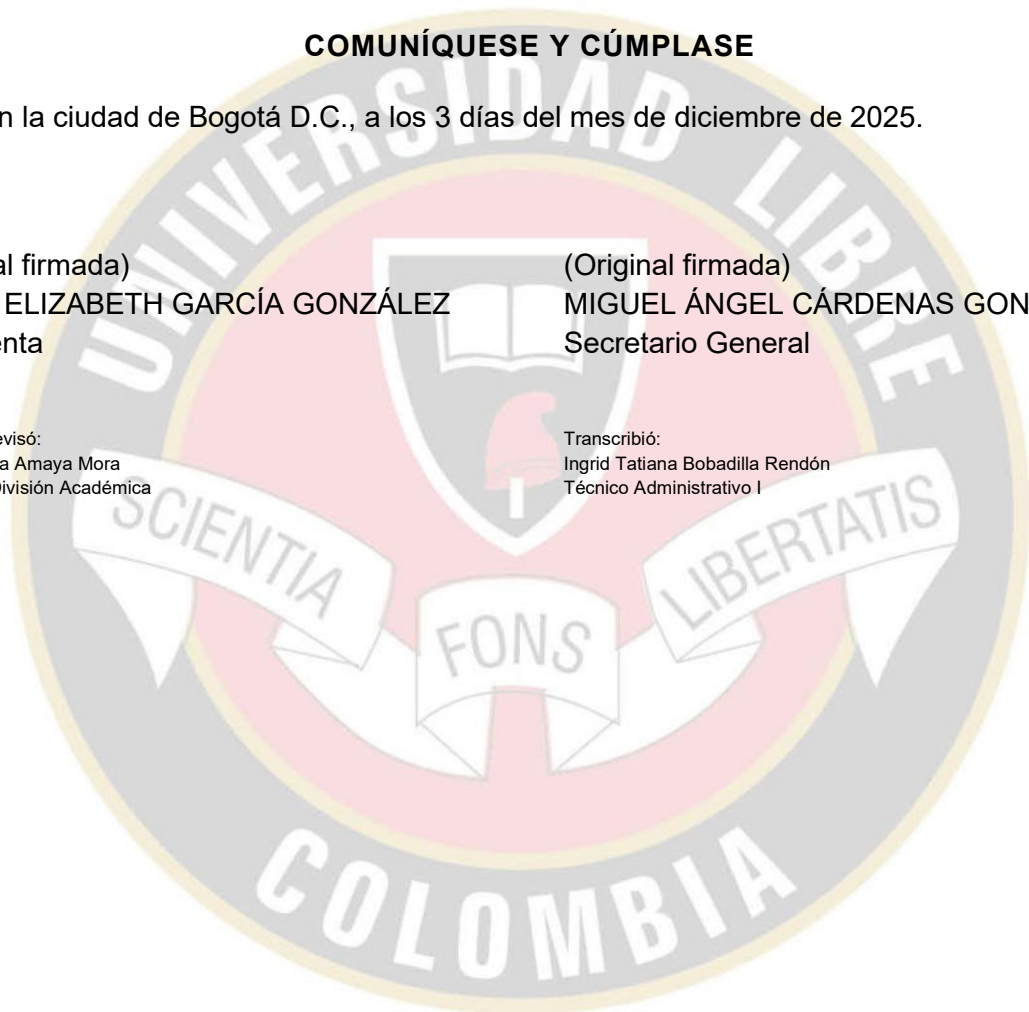 COMUNÍQUESE Y CÚMPLASE
n la ciudad de Bogotá D.C., a los 3 días del mes de diciembre de 2025.
al firmada)
ELIZABETH GARCÍA GONZÁLEZ
enta
(Original firmada)
MIGUEL ÁNGEL CÁRDENAS GON
Secretario General
evisó:
a Amaya Mora
División Académica
Transcribió:
Ingrid Tatiana Bobadilla Rendón
Técnico Administrativo I
UNIVERSIDAD LIBRE
SCIENTIA
FONS
LIBERTATIS
COLOMBIA